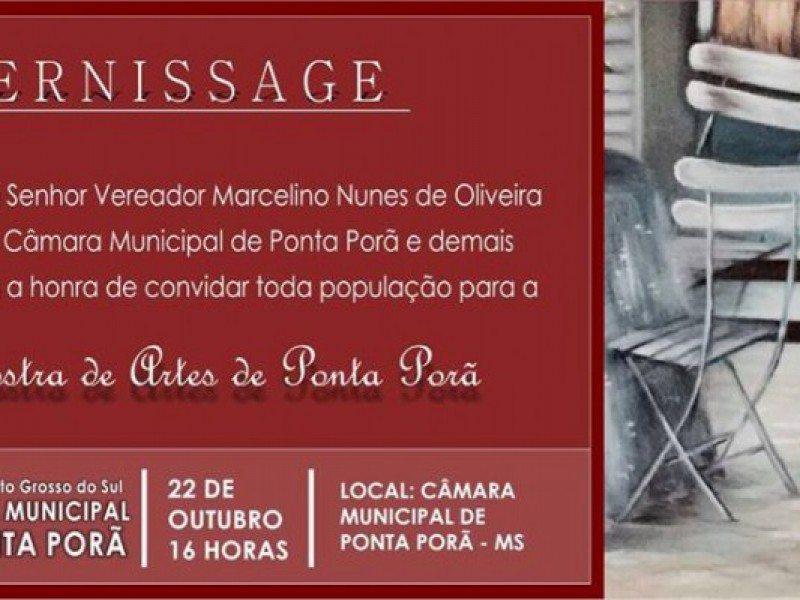 ERNISSAGE
Senhor Vereador Marcelino Nunes de Oliveira
Câmara Municipal de Ponta Porã e demais
a honra de convidar toda população para a
ostra de Artes de Ponta Porã
to Grosso do Sul
MUNICIPAL
NTA PORÃ
22 DE
OUTUBRO
16 HORAS
LOCAL: CÂMARA
MUNICIPAL DE
PONTA PORÃ - MS